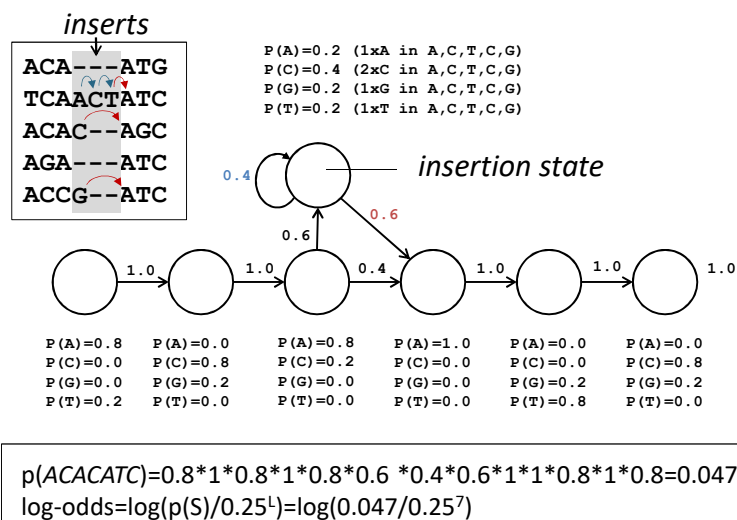 inserts
ACA---ATG
TCAACTATC
ACAC--AGC
AGA---ATC
ACCG--ATC
P(A)=0.2 (1xA in A,C,T,C,G)
P(C)=0.4 (2xC in A,C,T,C,G)
P(G)=0.2 (1xG in A,C,T,C,G)
P(T)=0.2 (1xT in A,C,T,C,G)
insertion state
0.4
0.6
0.6
1.0 1.0 0.4 1.0 1.0 1.0
P(A)=0.8 P(A)=0.0 P(A)=0.8 P(A)=1.0 P(A)=0.0 P(A)=0.0
P(C)=0.0 P(C)=0.8 P(C)=0.2 P(C)=0.0 P(C)=0.0 P(C)=0.8
P(G)=0.0 P(G)=0.2 P(G)=0.0 P(G)=0.0 P(G)=0.2 P(G)=0.2
P(T)=0.2 P(T)=0.0 P(T)=0.0 P(T)=0.0 P(T)=0.8 P(T)=0.0
p(ACACATC)=0.8*1*0.8*1*0.8*0.6 *0.4*0.6*1*1*0.8*1*0.8=0.047
log-odds=log(p(S)/0.25ᴸ)=log(0.047/0.25⁷)